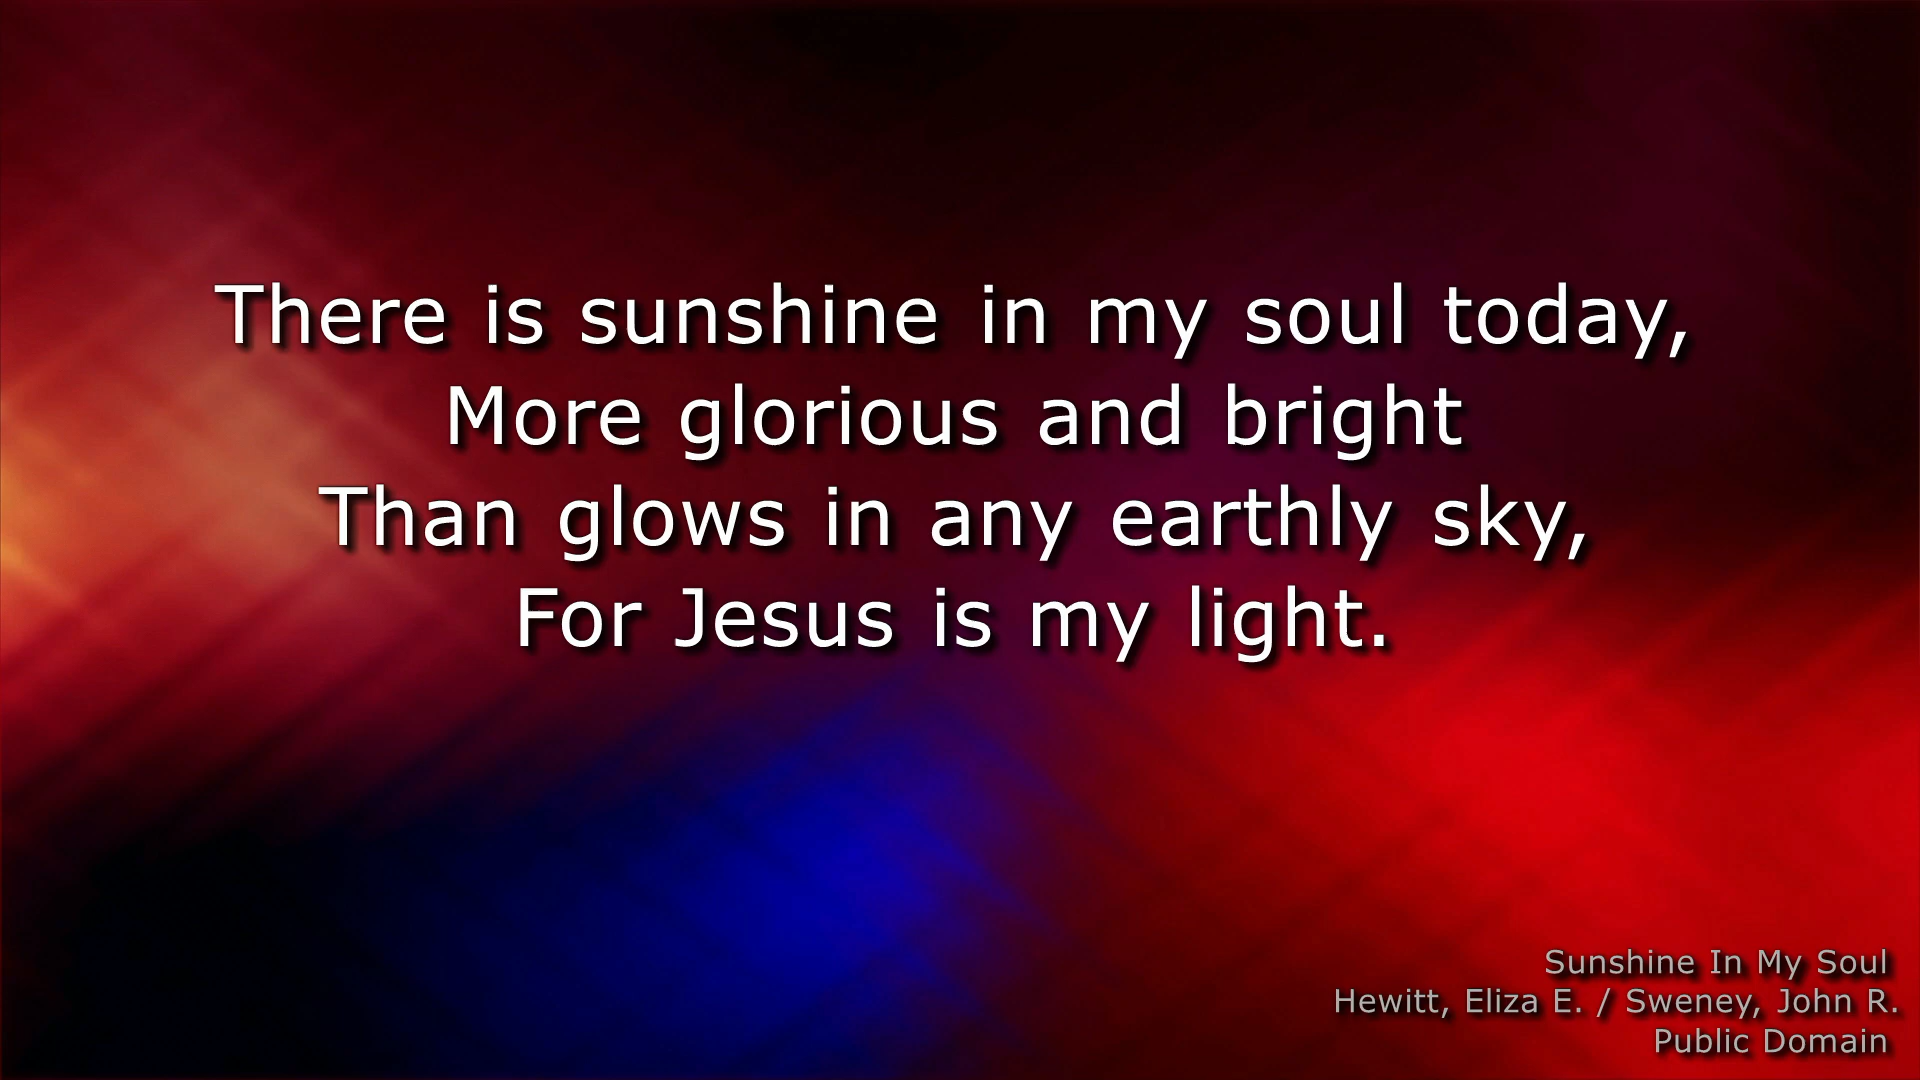 There is sunshine in my soul today,
More glorious and bright
Than glows in any earthly sky,
For Jesus is my light.
Sunshine In My Soul
Hewitt, Eliza E. / Sweney, John R.
Public Domain